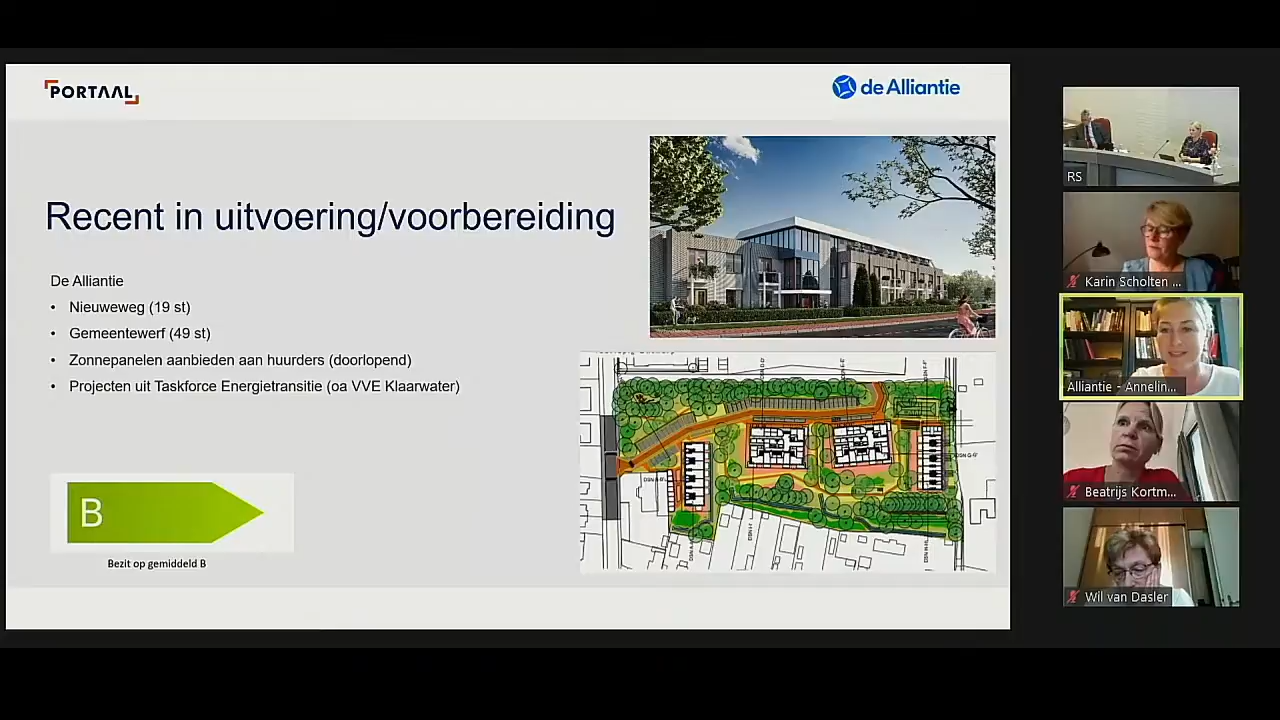 PORTAAL
de Alliantie
Recent in uitvoering/voorbereiding
De Alliantie
• Nieuweweg (19 st)
• Gemeentewerf (49 st)
• Zonnepanelen aanbieden aan huurders (doorlopend)
• Projecten uit Taskforce Energietransitie (oa VVE Klaarwater)
B
Bezit op gemiddeld B
RS
Karin Scholten ...
Alliantie - Annelin...
Beatrijs Kortm...
Wil van Dasler